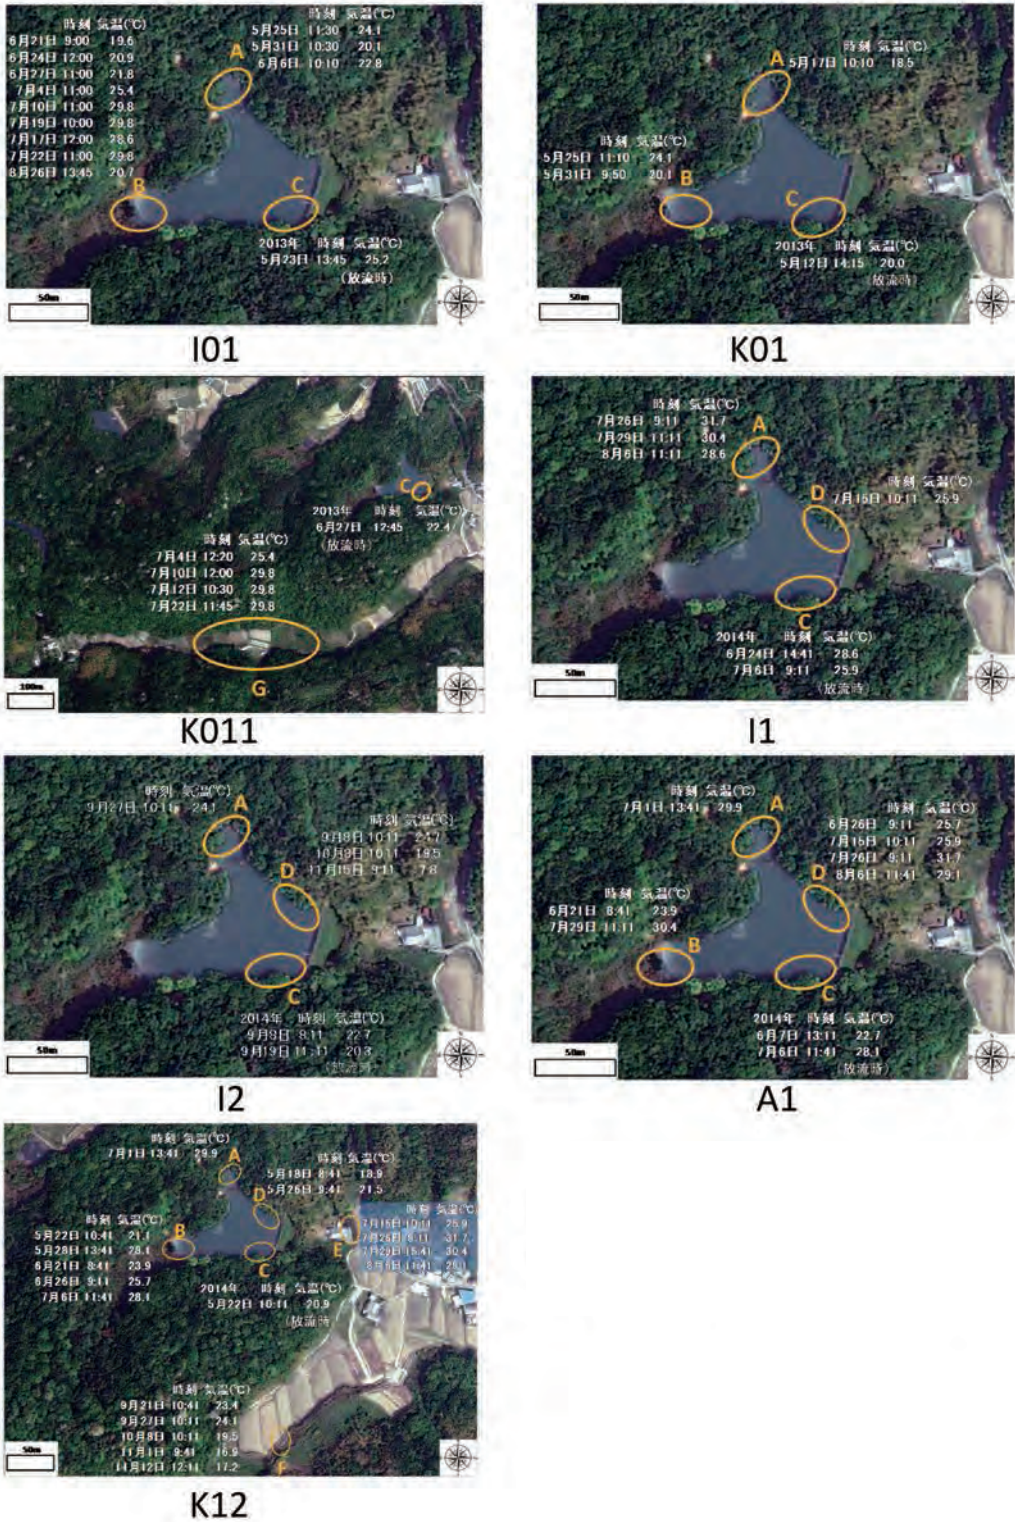 時刻 気温(℃)
6月21日 9:00 19.6
6月24日 12:00 20.9
6月27日 11:00 21.8
7月4日 11:00 25.4
7月10日 11:00 29.8
7月19日 10:00 29.8
7月17日 12:00 28.6
7月22日 11:00 29.8
8月26日 13:45 20.7
時刻 気温(℃)
5月25日 11:30 24.1
5月31日 10:30 20.1
6月6日 10:10 22.8
A
B
C
2013年 時刻 気温(℃)
5月23日 13:45 25.2
(放流時)
50m
I01
時刻 気温(℃)
5月17日 10:10 18.5
A
時刻 気温(℃)
5月25日 11:10 24.1
5月31日 9:50 20.1
B
C
2013年 時刻 気温(℃)
5月12日 14:15 20.0
(放流時)
50m
K01
C
2013年 時刻 気温(℃)
6月27日 12:45 22.4
(放流時)
時刻 気温(℃)
7月4日 12:20 25.4
7月10日 12:00 29.8
7月12日 10:30 29.8
7月22日 11:45 29.8
G
100m
K011
時刻 気温(℃)
7月26日 9:11 31.7
7月29日 11:11 30.4
8月6日 11:11 28.6
A
時刻 気温(℃)
7月15日 10:11 25.9
D
C
2014年 時刻 気温(℃)
6月24日 14:41 28.6
7月6日 9:11 25.9
(放流時)
50m
I1
時刻 気温(℃)
9月27日 10:11 24.1
A
時刻 気温(℃)
9月8日 10:11 24.7
10月8日 10:11 19.5
11月15日 9:11 7.8
D
C
2014年 時刻 気温(℃)
9月8日 8:11 22.7
9月19日 11:11 20.3
(放流時)
50m
I2
時刻 気温(℃)
7月1日 13:41 29.9
A
時刻 気温(℃)
6月26日 9:11 25.7
7月15日 10:11 25.9
7月26日 9:11 31.7
8月6日 11:41 29.1
D
時刻 気温(℃)
6月21日 8:41 23.9
7月29日 11:11 30.4
B
C
2014年 時刻 気温(℃)
6月7日 13:11 22.7
7月6日 11:41 28.1
(放流時)
50m
A1
時刻 気温(℃)
7月1日 13:41 29.9
A
時刻 気温(℃)
5月18日 8:41 18.9
5月26日 9:41 21.5
D
時刻 気温(℃)
5月22日 10:41 21.1
5月28日 13:41 28.1
6月21日 8:41 23.9
6月26日 9:11 25.7
7月6日 11:41 28.1
B
C
E
時刻 気温(℃)
7月15日 10:11 25.9
7月29日 15:41 30.4
2014年 時刻 気温(℃)
5月22日 10:11 20.9
(放流時
時刻 気温(℃)
9月21日 10:41 23.4
9月27日 10:11 24.1
10月8日 10:11 19.5
11月1日 9:41 16.9
11月12日 12:11 17.2
F
50m
K12